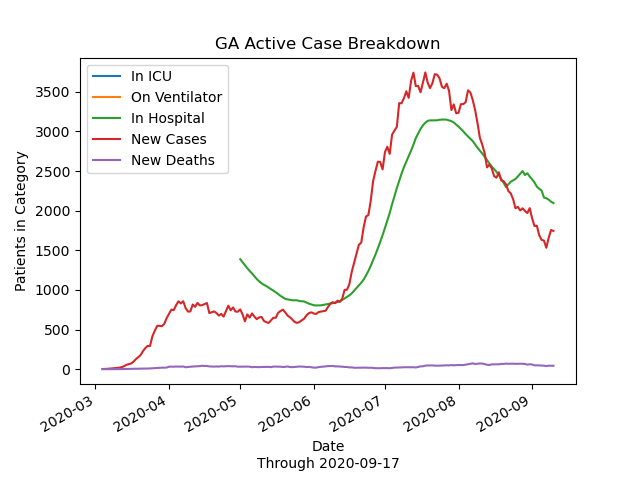 GA Active Case Breakdown
In ICU
On Ventilator
In Hospital
New Cases
New Deaths
Patients in Category
3500
3000
2500
2000
1500
1000
500
0
2020-03
2020-04
2020-05
2020-06
2020-07
2020-08
2020-09
Date
Through 2020-09-17